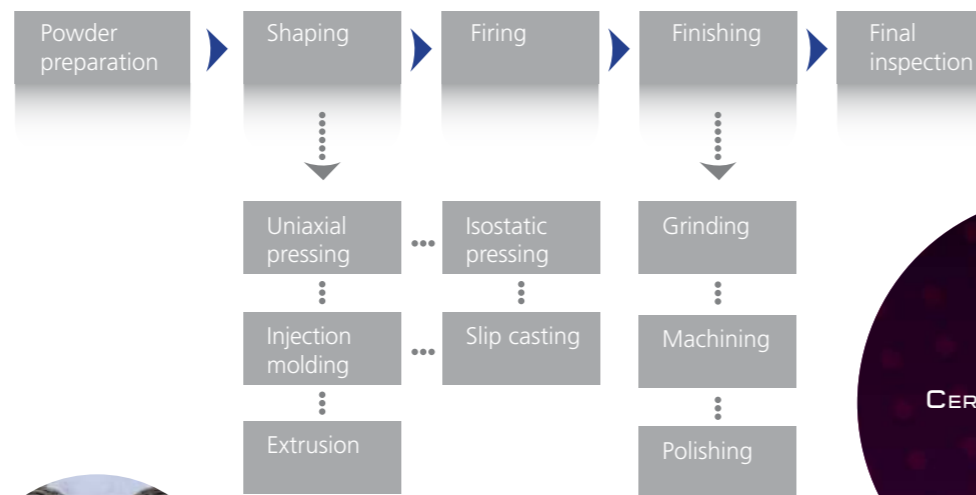 Powder
preparation
Shaping
Firing
Finishing
Final
inspection
Uniaxial
pressing
Isostatic
pressing
Grinding
Injection
molding
Slip casting
Machining
CER
Extrusion
Polishing